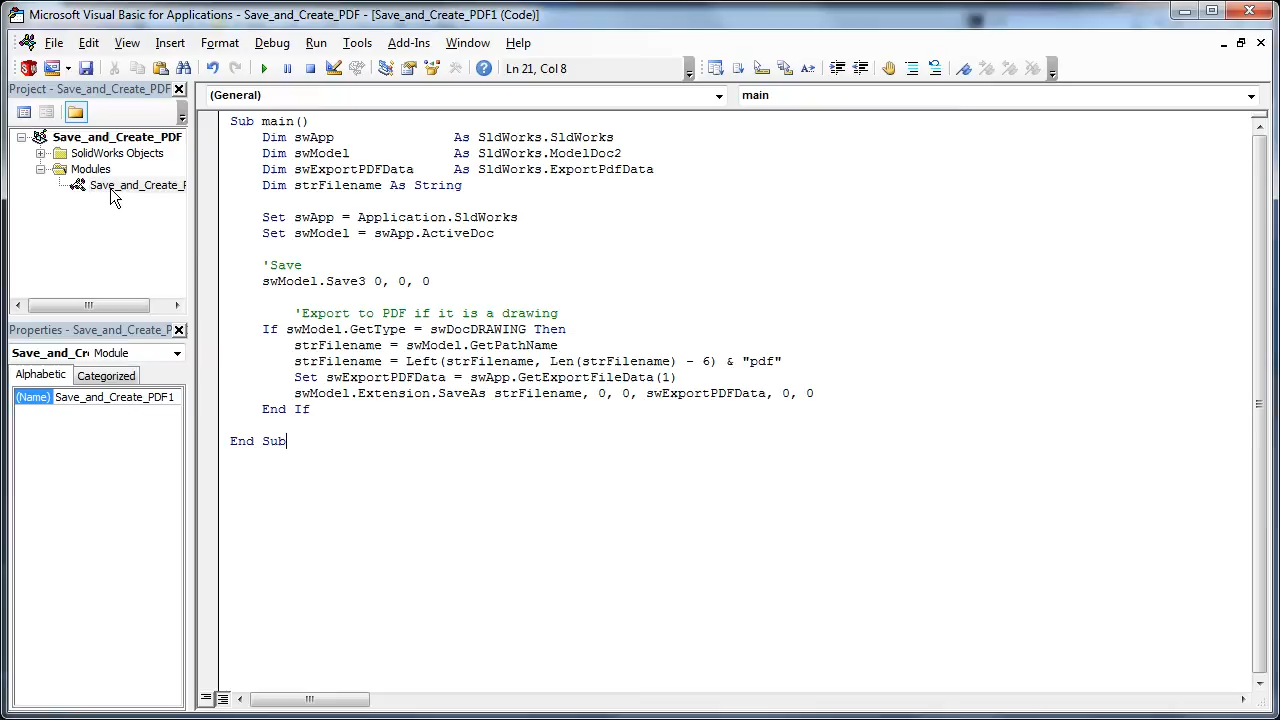 Microsoft Visual Basic for Applications - Save_and_Create_PDF - [Save_and_Create_PDF1 (Code)]
File Edit View Insert Format Debug Run Tools Add-Ins Window Help
Ln 21, Col 8
Project - Save_and_Create_PDF
(General) main
Save_and_Create_PDF
SolidWorks Objects
Modules
Save_and_Create_P
Properties - Save_and_Create_P
Save_and_Cr Module
Alphabetic Categorized
(Name) Save_and_Create_PDF1
Sub main()
Dim swApp As SldWorks.SldWorks
Dim swModel As SldWorks.ModelDoc2
Dim swExportPDFData As SldWorks.ExportPdfData
Dim strFilename As String
Set swApp = Application.SldWorks
Set swModel = swApp.ActiveDoc
'Save
swModel.Save3 0, 0, 0
'Export to PDF if it is a drawing
If swModel.GetType = swDocDRAWING Then
strFilename = swModel.GetPathName
strFilename = Left(strFilename, Len(strFilename) - 6) & "pdf"
Set swExportPDFData = swApp.GetExportFileData(1)
swModel.Extension.SaveAs strFilename, 0, 0, swExportPDFData, 0, 0
End If
End Sub